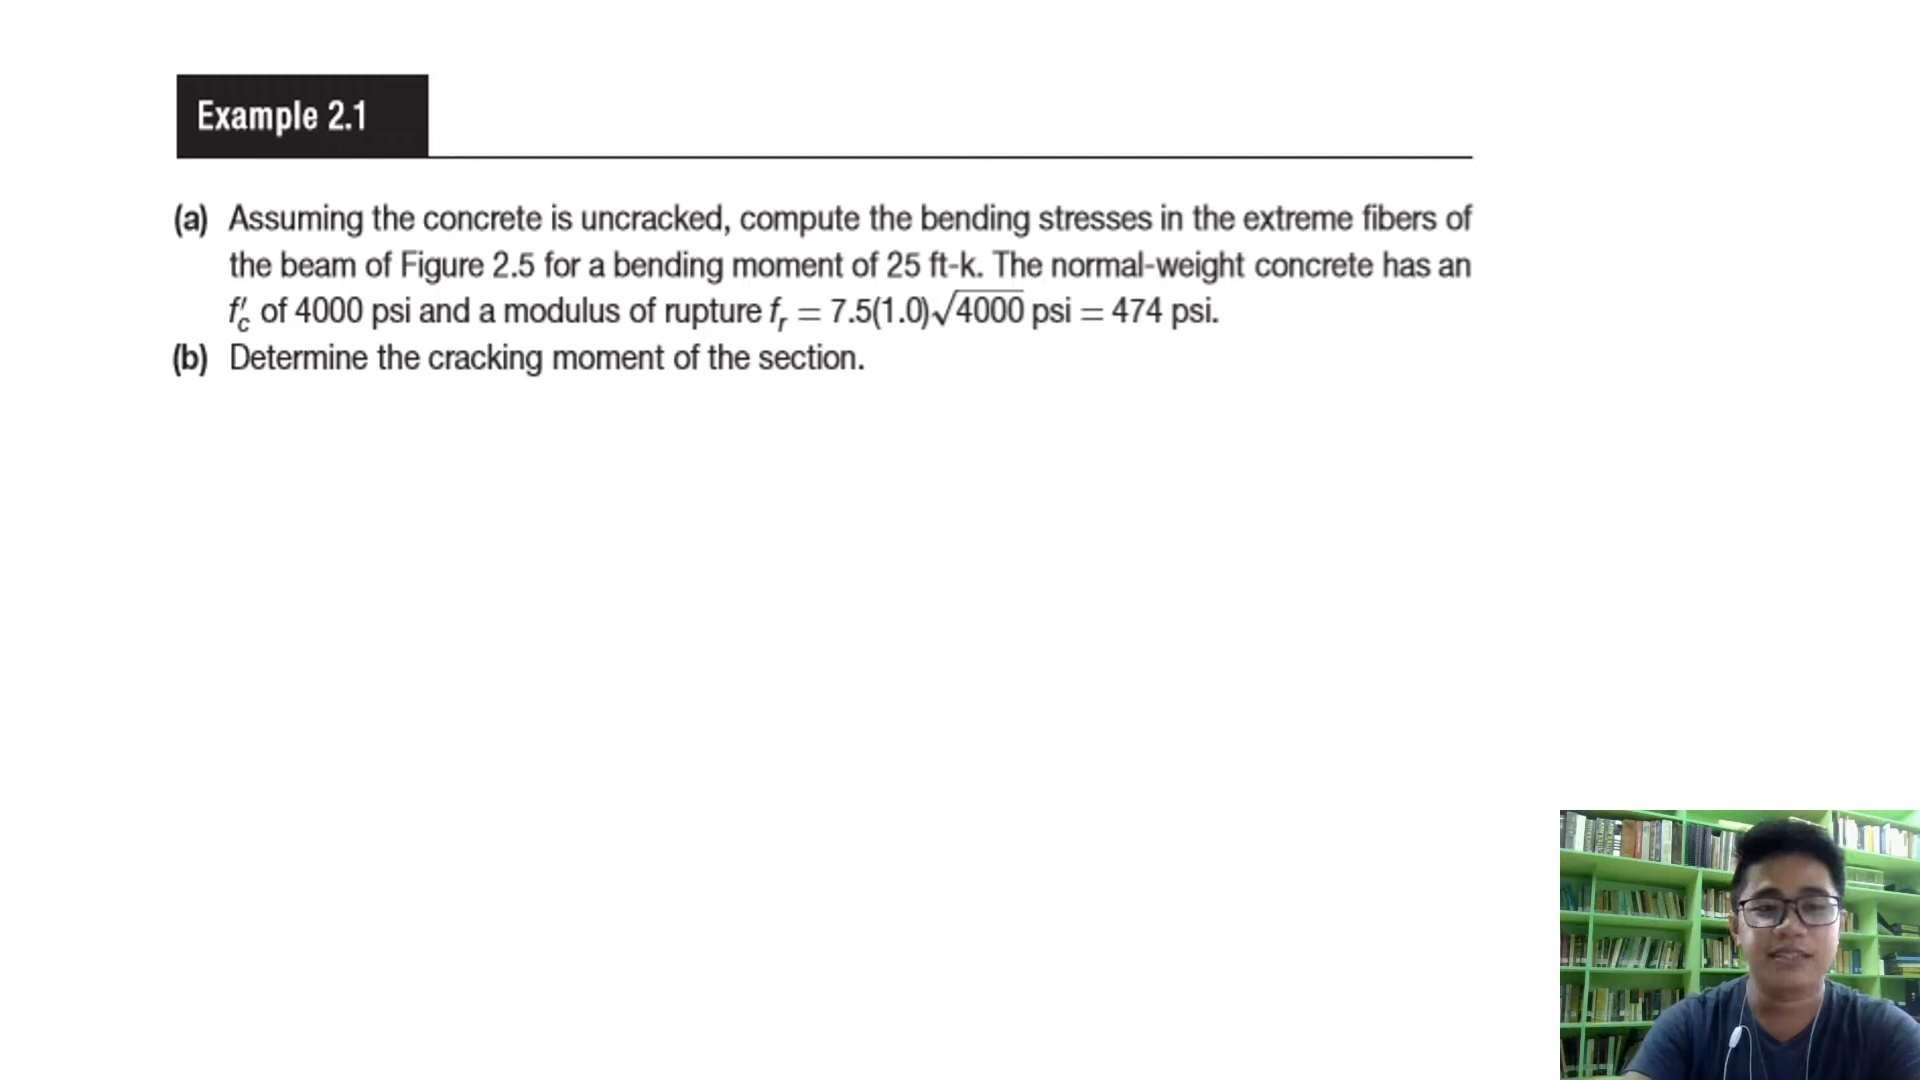 Example 2.1
(a) Assuming the concrete is uncracked, compute the bending stresses in the extreme fibers of
the beam of Figure 2.5 for a bending moment of 25 ft-k. The normal-weight concrete has an
f′c of 4000 psi and a modulus of rupture fr = 7.5(1.0)√4000 psi = 474 psi.
(b) Determine the cracking moment of the section.